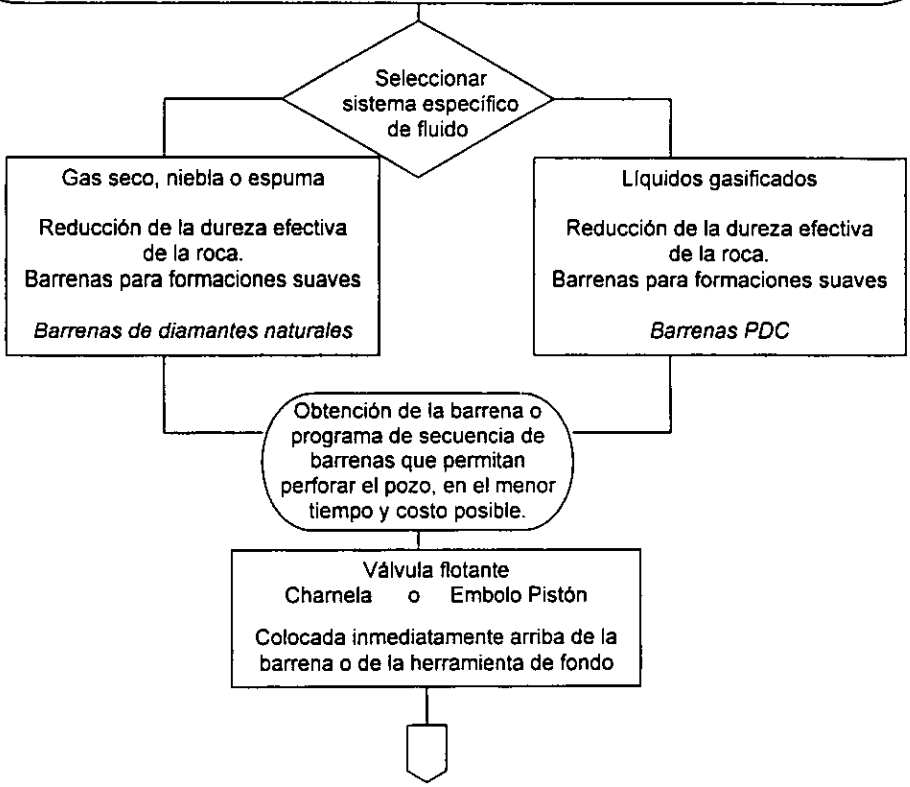 Seleccionar
sistema específico
de fluido
Gas seco, niebla o espuma
Reducción de la dureza efectiva
de la roca.
Barrenas para formaciones suaves
Barrenas de diamantes naturales
Líquidos gasificados
Reducción de la dureza efectiva
de la roca.
Barrenas para formaciones suaves
Barrenas PDC
Obtención de la barrena o
programa de secuencia de
barrenas que permitan
perforar el pozo, en el menor
tiempo y costo posible.
Válvula flotante
Charnela o Embolo Pistón
Colocada inmediatamente arriba de la
barrena o de la herramienta de fondo